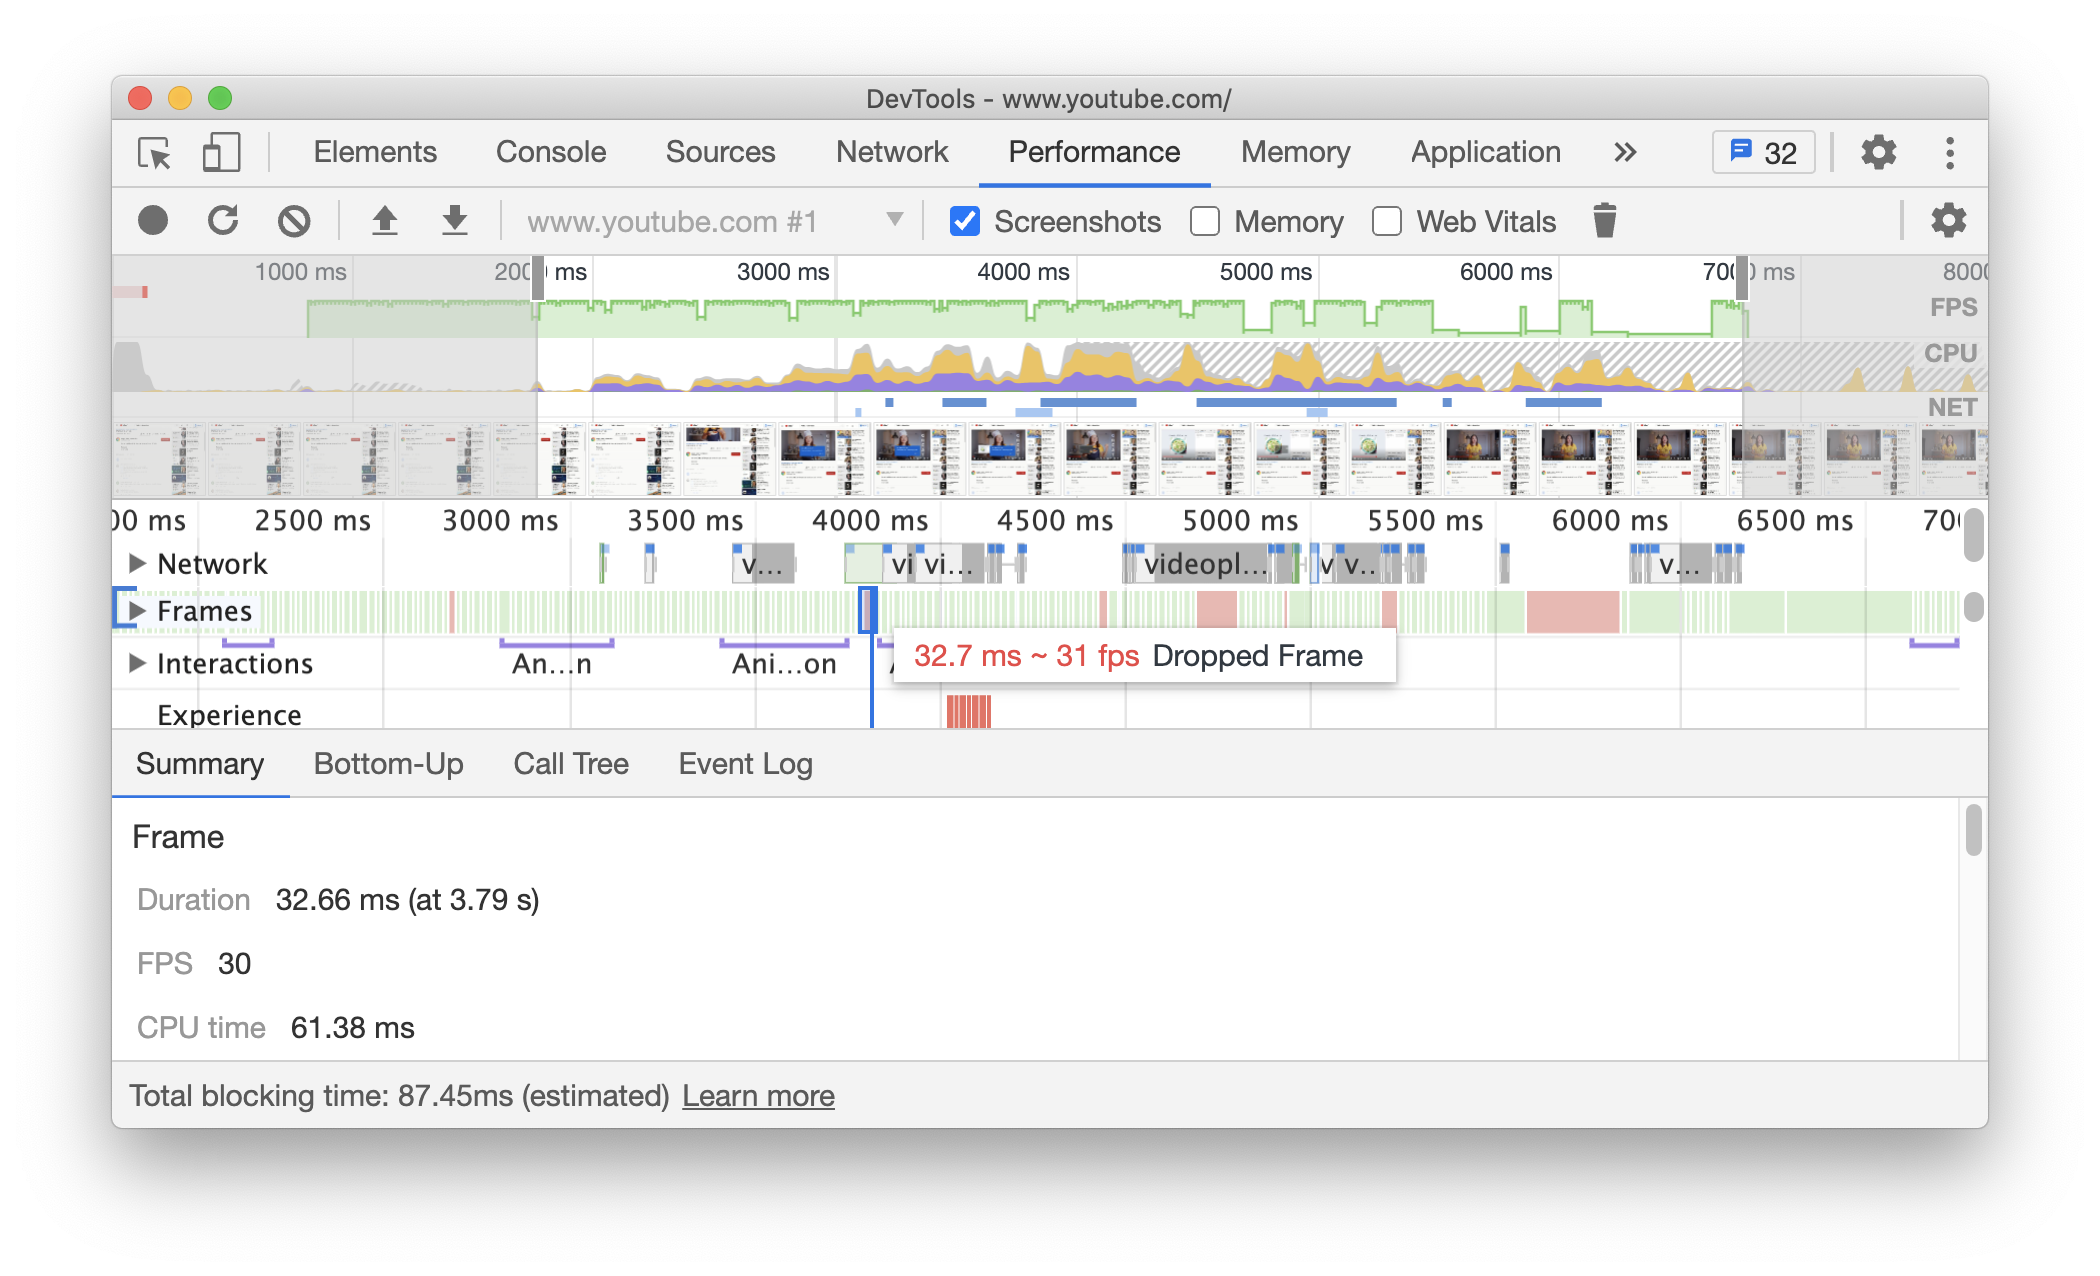 DevTools - www.youtube.com/
Elements Console Sources Network Performance Memory Application » 32
www.youtube.com #1 Screenshots Memory Web Vitals
1000 ms 200 ms 3000 ms 4000 ms 5000 ms 6000 ms 70 ms 800
FPS
CPU
NET
00 ms 2500 ms 3000 ms 3500 ms 4000 ms 4500 ms 5000 ms 5500 ms 6000 ms 6500 ms 70
Network v... vi vi... videopl... v v.. v...
Frames
32.7 ms ~ 31 fps Dropped Frame
Interactions An...n Ani...on
Experience
Summary Bottom-Up Call Tree Event Log
Frame
Duration 32.66 ms (at 3.79 s)
FPS 30
CPU time 61.38 ms
Total blocking time: 87.45ms (estimated) Learn more